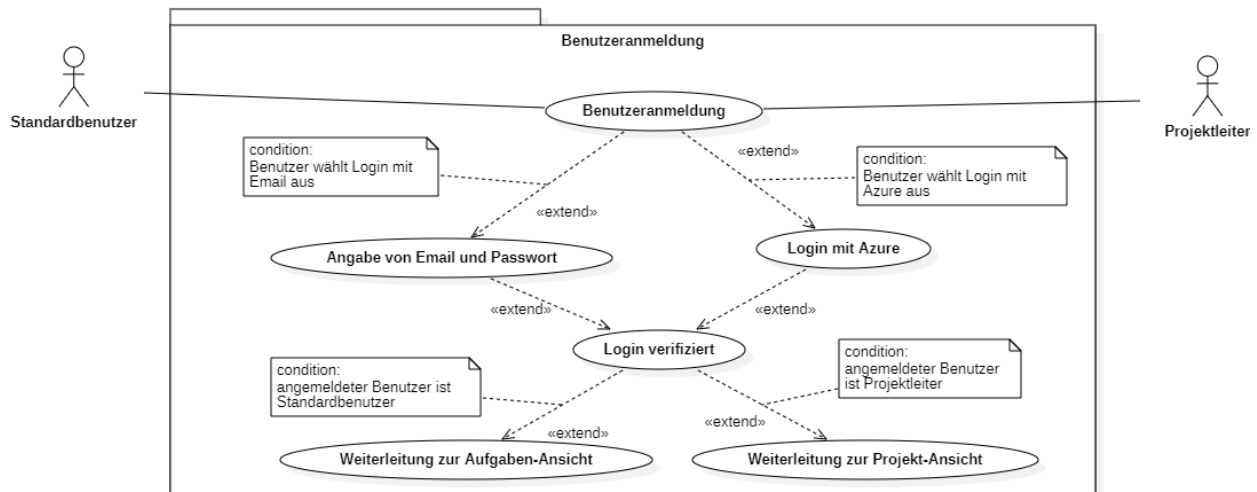 Benutzeranmeldung
Standardbenutzer
Projektleiter
Benutzeranmeldung
condition:
Benutzer wählt Login mit
Email aus
«extend»
condition:
Benutzer wählt Login mit
Azure aus
«extend»
Angabe von Email und Passwort
Login mit Azure
«extend»
«extend»
Login verifiziert
condition:
angemeldeter Benutzer ist
Standardbenutzer
condition:
angemeldeter Benutzer
ist Projektleiter
«extend»
«extend»
Weiterleitung zur Aufgaben-Ansicht
Weiterleitung zur Projekt-Ansicht